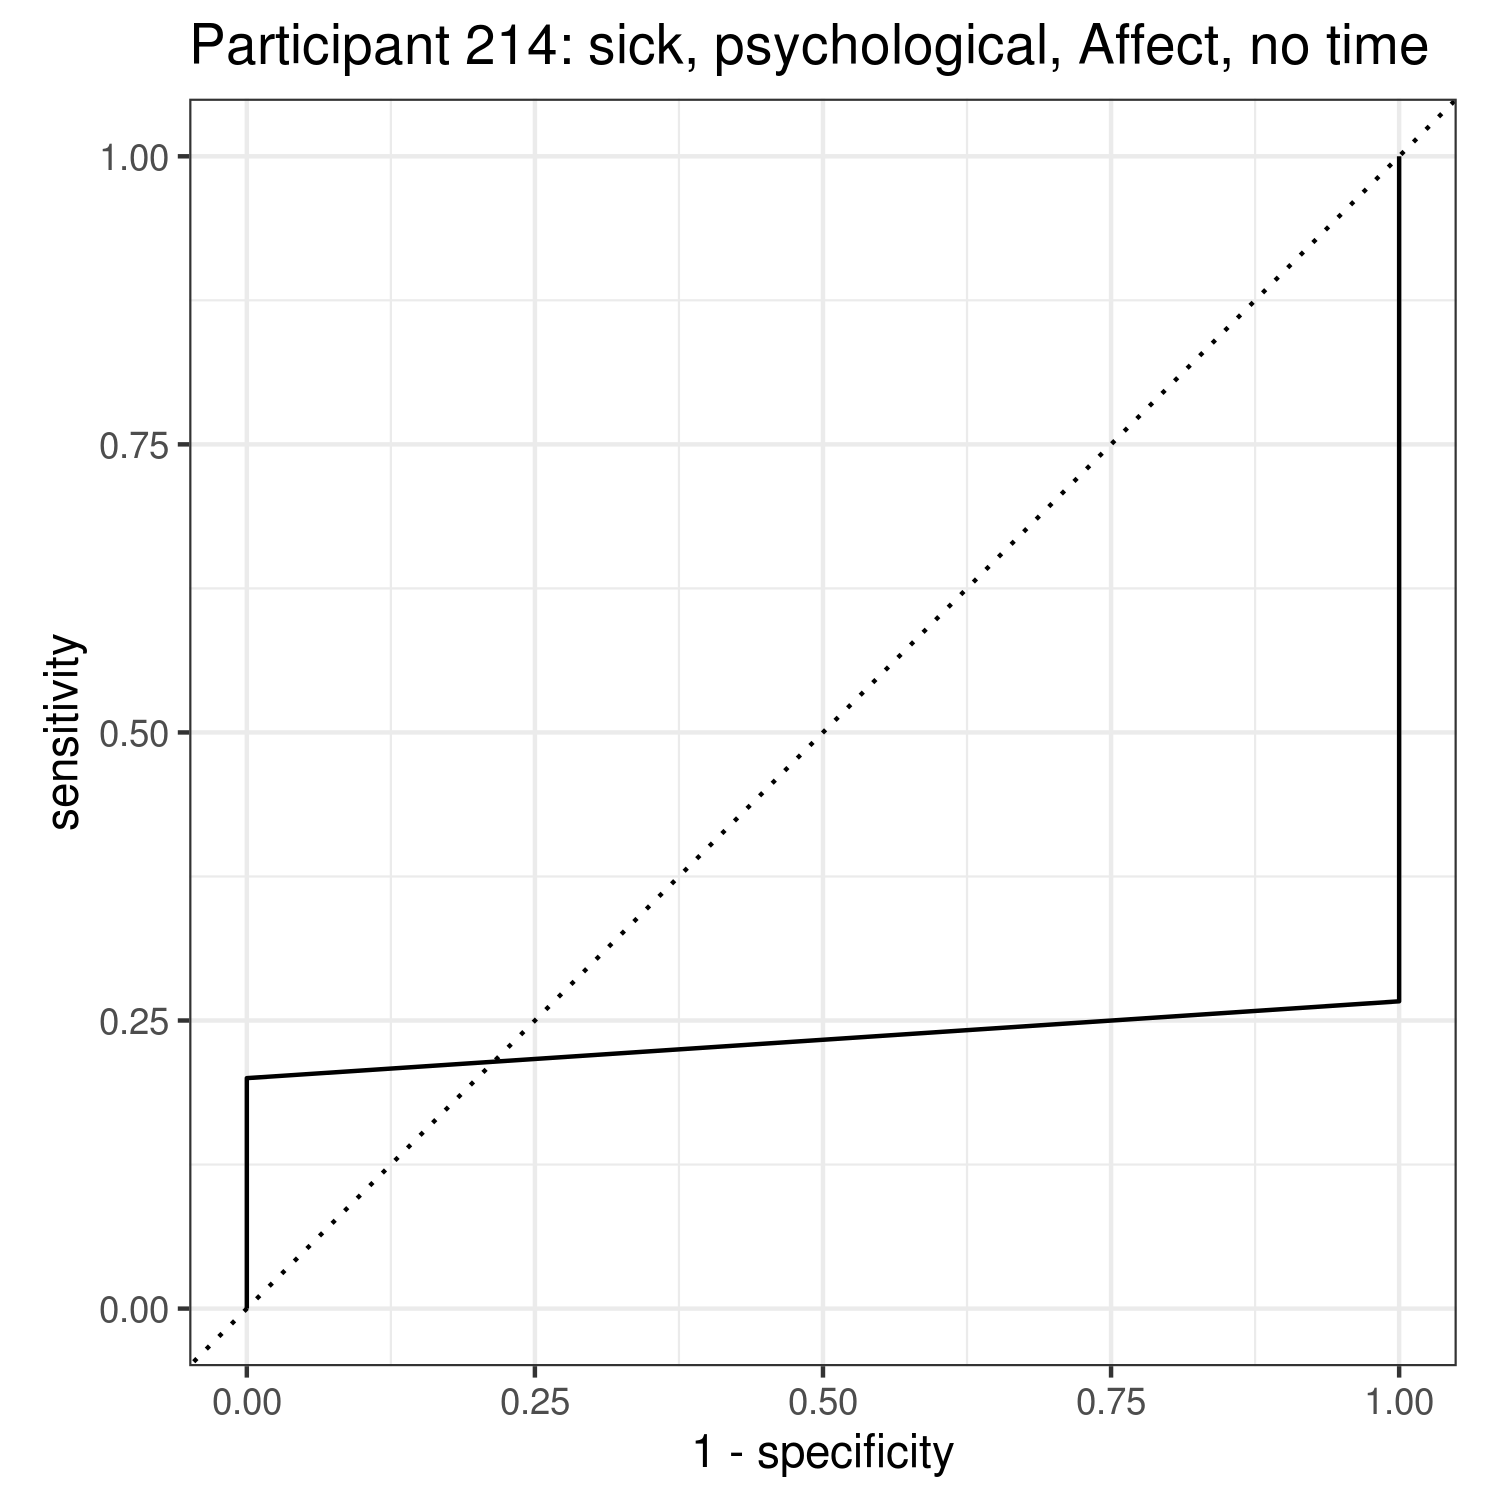 Participant 214: sick, psychological, Affect, no time
1.00
0.75
0.50
0.25
0.00
sensitivity
0.00 0.25 0.50 0.75 1.00
1 - specificity